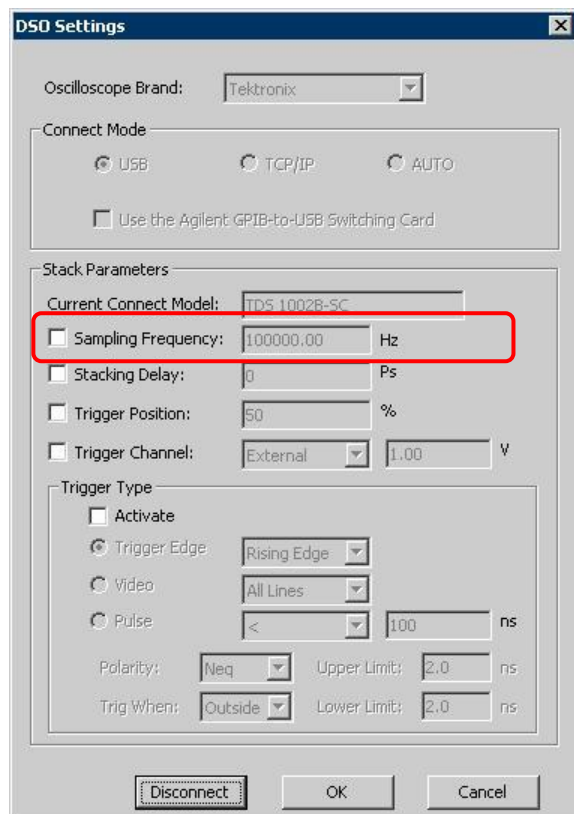 DSO Settings
Oscilloscope Brand: Tektronix
Connect Mode
USB TCP/IP AUTO
Use the Agilent GPIB-to-USB Switching Card
Stack Parameters
Current Connect Model: TDS 1002B-SC
Sampling Frequency: 100000.00 Hz
Stacking Delay: 0 Ps
Trigger Position: 50 %
Trigger Channel: External 1.00 V
Trigger Type
Activate
Trigger Edge Rising Edge
Video All Lines
Pulse < 100 ns
Polarity: Neq Upper Limit: 2.0 ns
Trig When: Outside Lower Limit: 2.0 ns
Disconnect OK Cancel